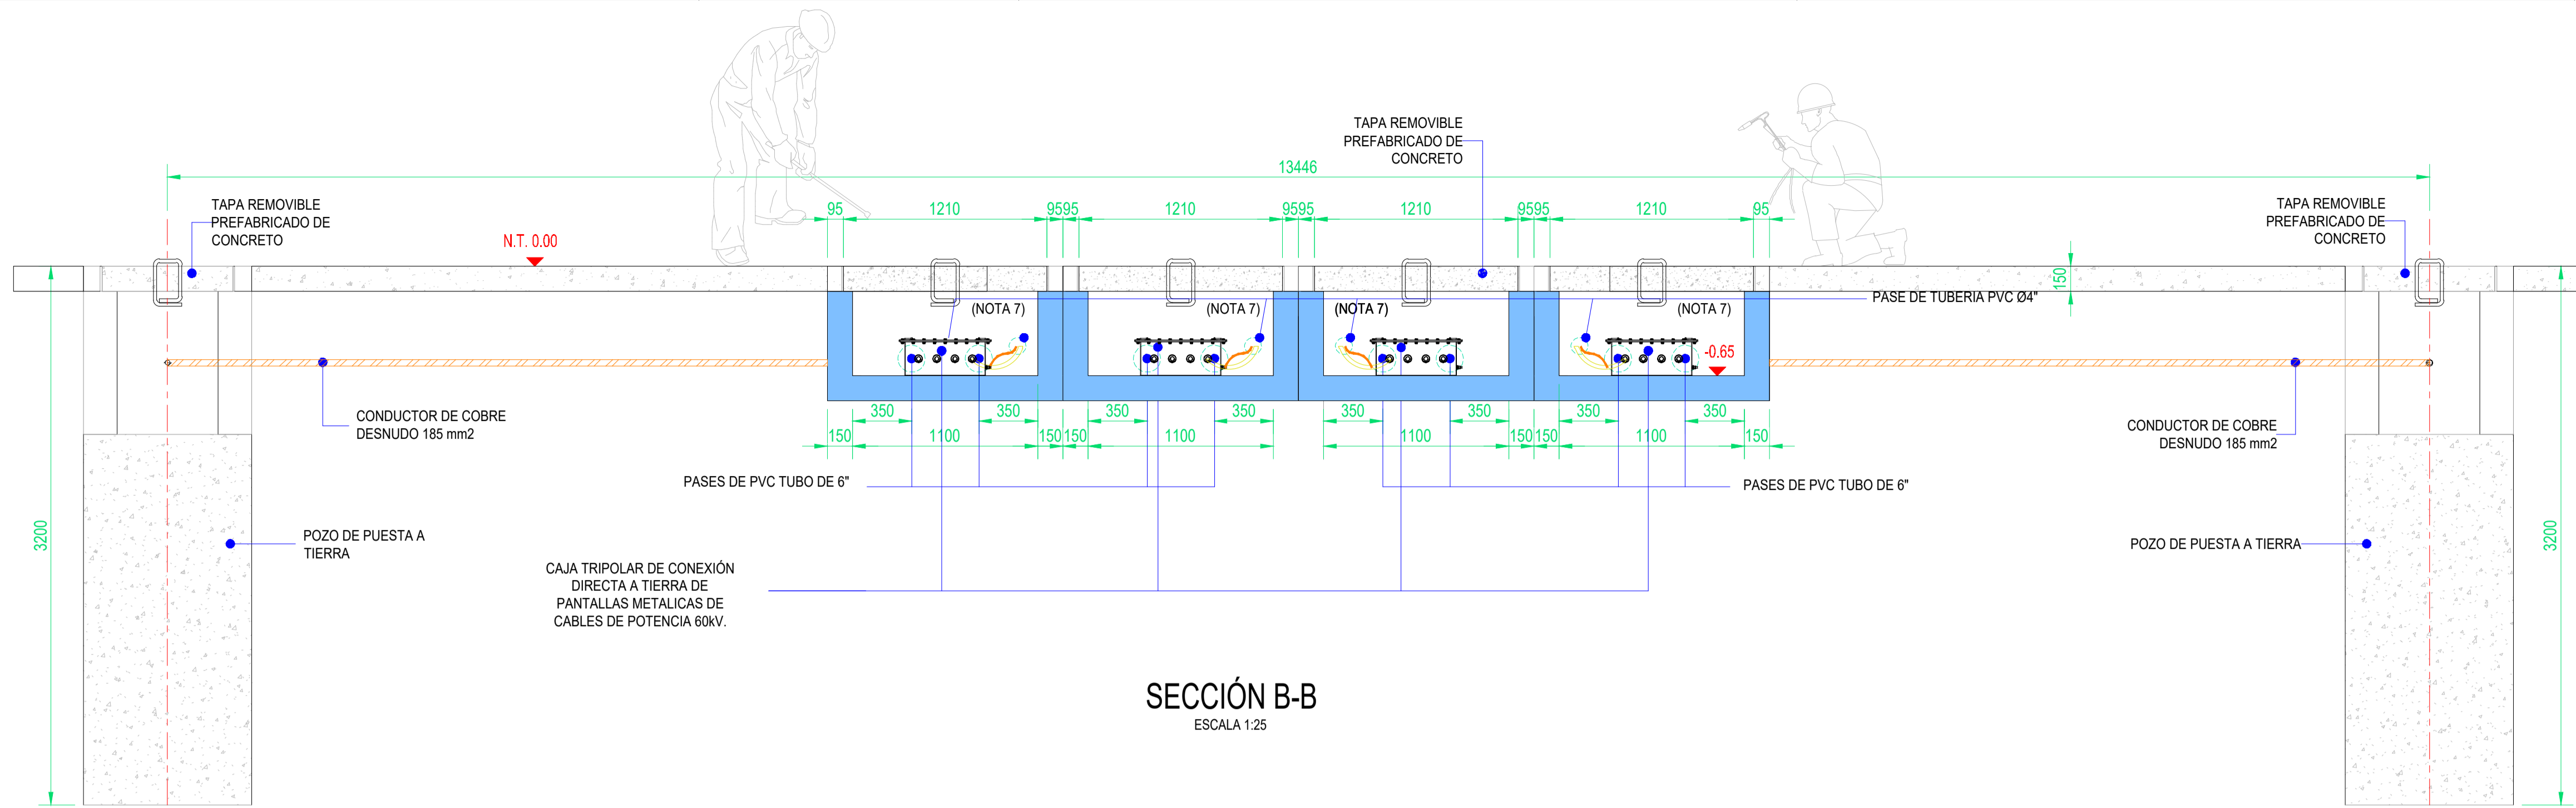 TAPA REMOVIBLE
PREFABRICADO DE
CONCRETO
13446
TAPA REMOVIBLE
PREFABRICADO DE
CONCRETO
TAPA REMOVIBLE
PREFABRICADO DE
CONCRETO
95 1210 9595 1210 9595 1210 9595 1210 95
N.T. 0.00
150
PASE DE TUBERIA PVC Ø4"
(NOTA 7) (NOTA 7) (NOTA 7) (NOTA 7)
-0.65
CONDUCTOR DE COBRE
DESNUDO 185 mm2
350 350 350 350 350 350 350 350
CONDUCTOR DE COBRE
DESNUDO 185 mm2
150 1100 150 150 1100 1100 150 150 1100 150
PASES DE PVC TUBO DE 6"
PASES DE PVC TUBO DE 6"
3200
POZO DE PUESTA A
TIERRA
POZO DE PUESTA A TIERRA
3200
CAJA TRIPOLAR DE CONEXIÓN
DIRECTA A TIERRA DE
PANTALLAS METALICAS DE
CABLES DE POTENCIA 60kV.
SECCIÓN B-B
ESCALA 1:25